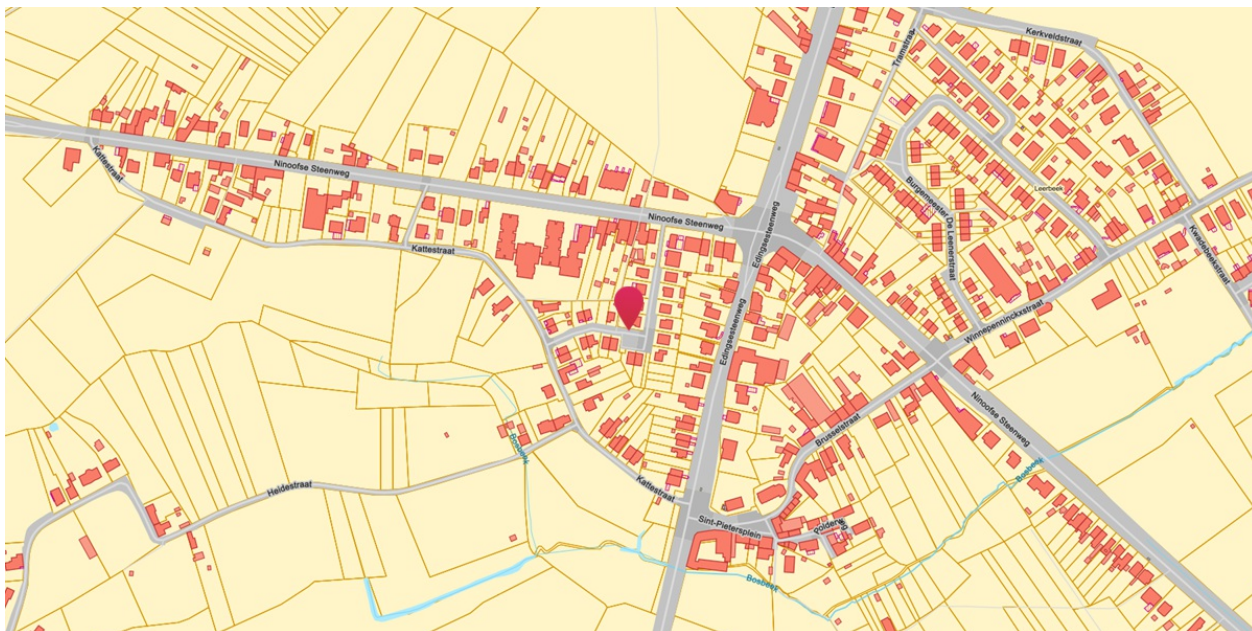 Kerkveldstraat
Tramstraat
Kattestraat
Ninoofse Steenweg
Leerbeek
Burgemeester De Leenerstraat
Ninoofse Steenweg
Edingsesteenweg
Kwadebeekstraat
Kattestraat
Edingsesteenweg
Winnepenninckxstraat
Ninoofse Steenweg
Brusselstraat
Bosbeek
Bosbeek
Heidestraat
Kattestraat
Sint-Pietersplein
Bosbeek